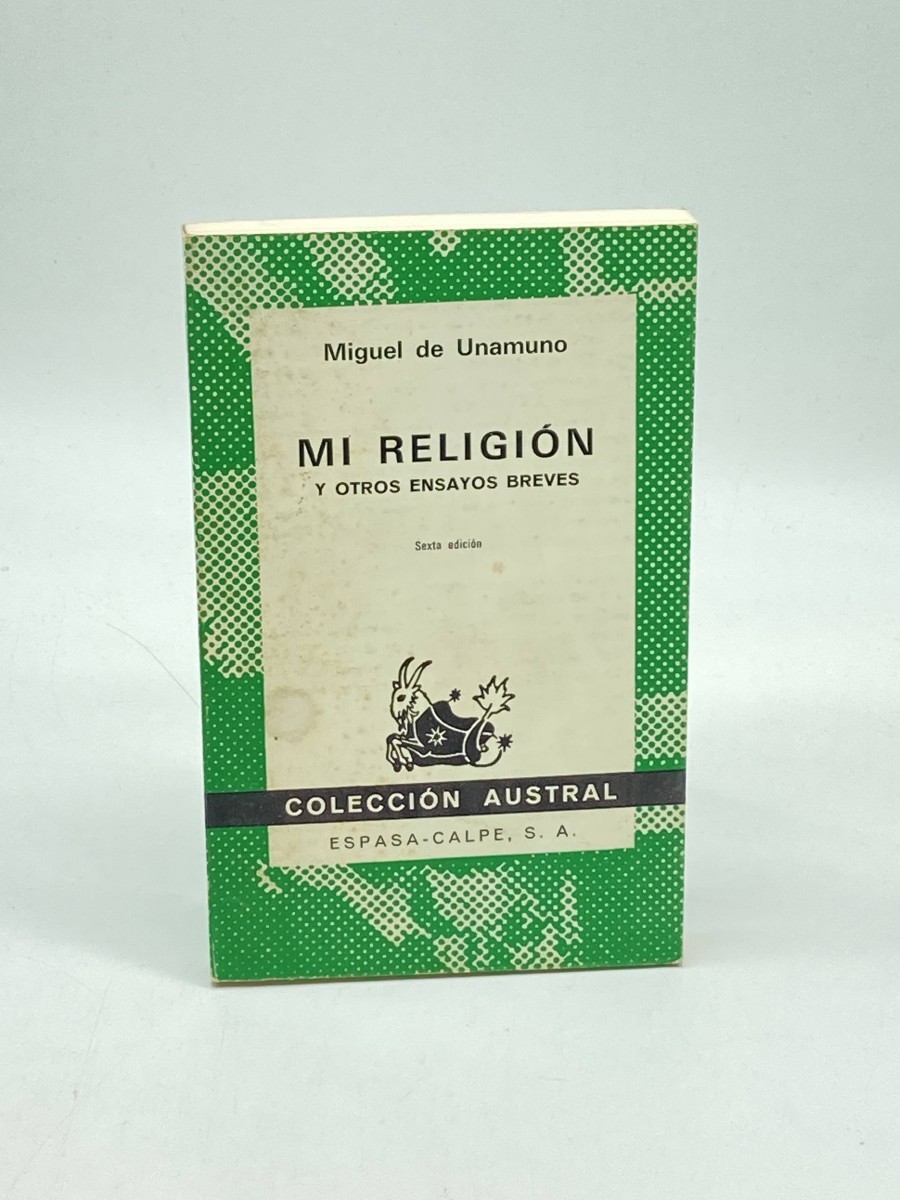 Miguel de Unamuno
MI RELIGIÓN
Y OTROS ENSAYOS BREVES
Sexta edición
COLECCIÓN AUSTRAL
ESPASA-CALPE, S. A.